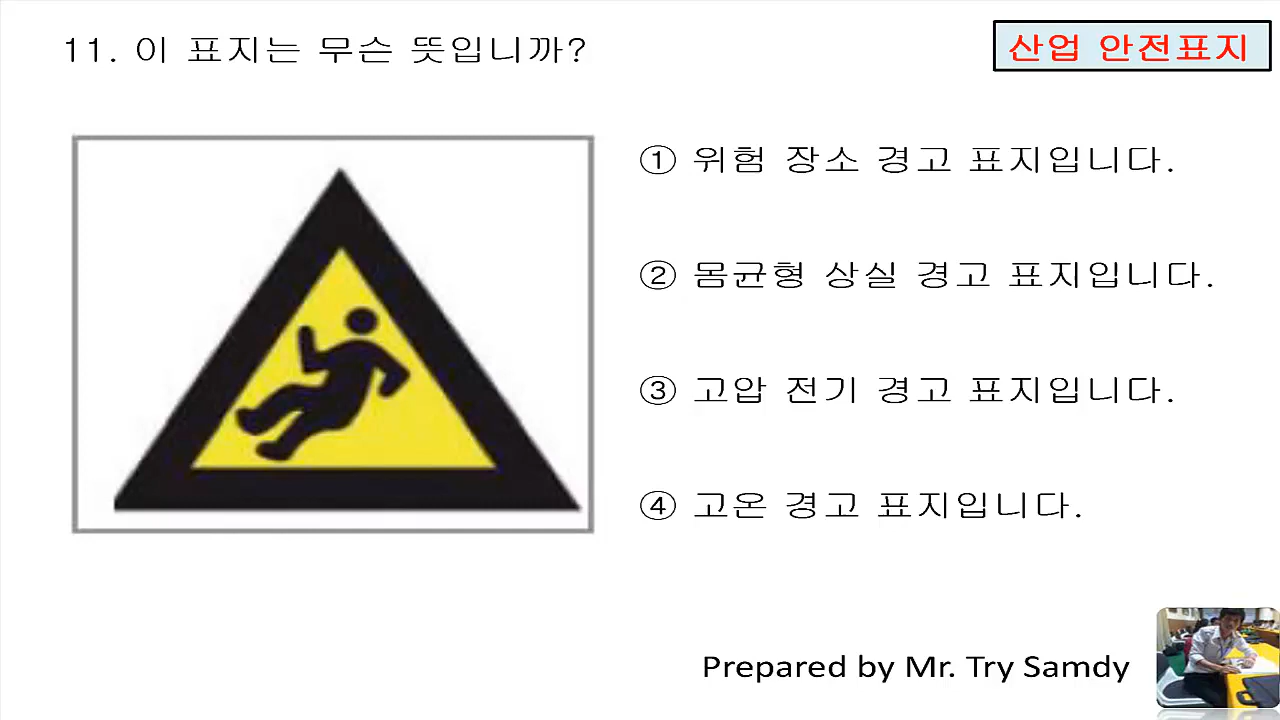 11. 이 표지는 무슨 뜻입니까?
산업 안전표지
① 위험 장소 경고 표지입니다.
② 몸균형 상실 경고 표지입니다.
③ 고압 전기 경고 표지입니다.
④ 고온 경고 표지입니다.
Prepared by Mr. Try Samdy